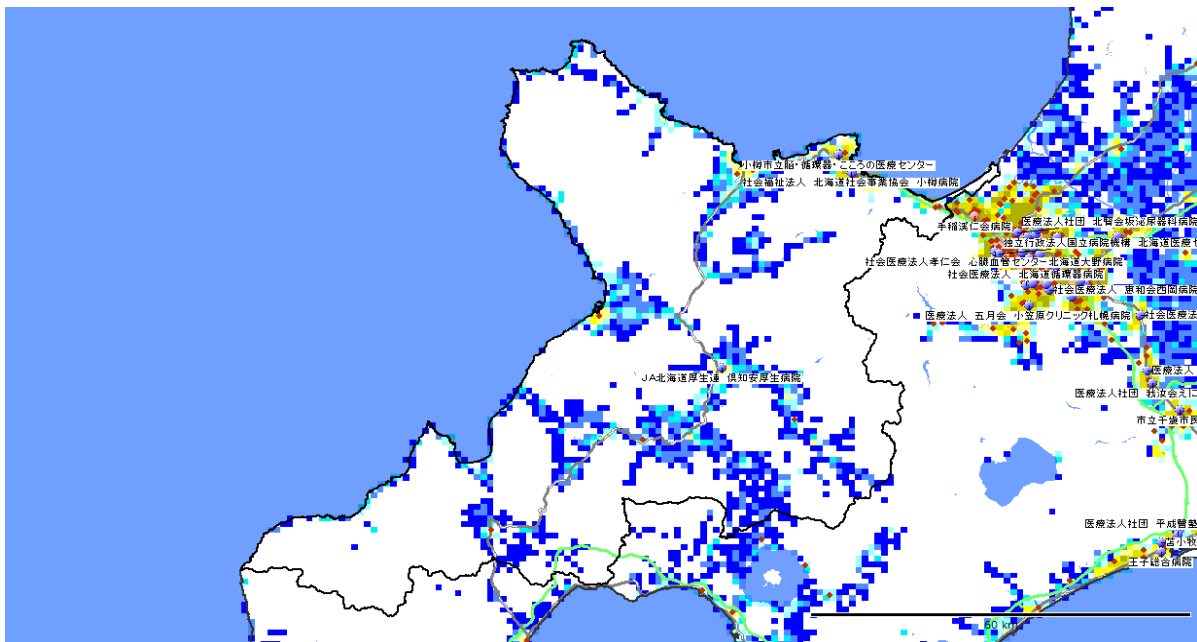 小樽市立脳・循環器・こころの医療センター
社会福祉法人 北海道社会事業協会 小樽病院
医療法人社団 北腎会坂泌尿器科病院
手稲渓仁会病院
独立行政法人国立病院機構 北海道医療セ
社会医療法人孝仁会 心臓血管センター北海道大野病院
社会医療法人 北海道循環器病院
社会医療法人 恵和会西岡病院
医療法人 五月会 小笠原クリニック札幌病院
社会医療法
JA北海道厚生連 倶知安厚生病院
医療法人
医療法人社団 我汝会えに
市立千歳市民
医療法人社団 平成醫塾
苫小牧
王子総合病院
60 km